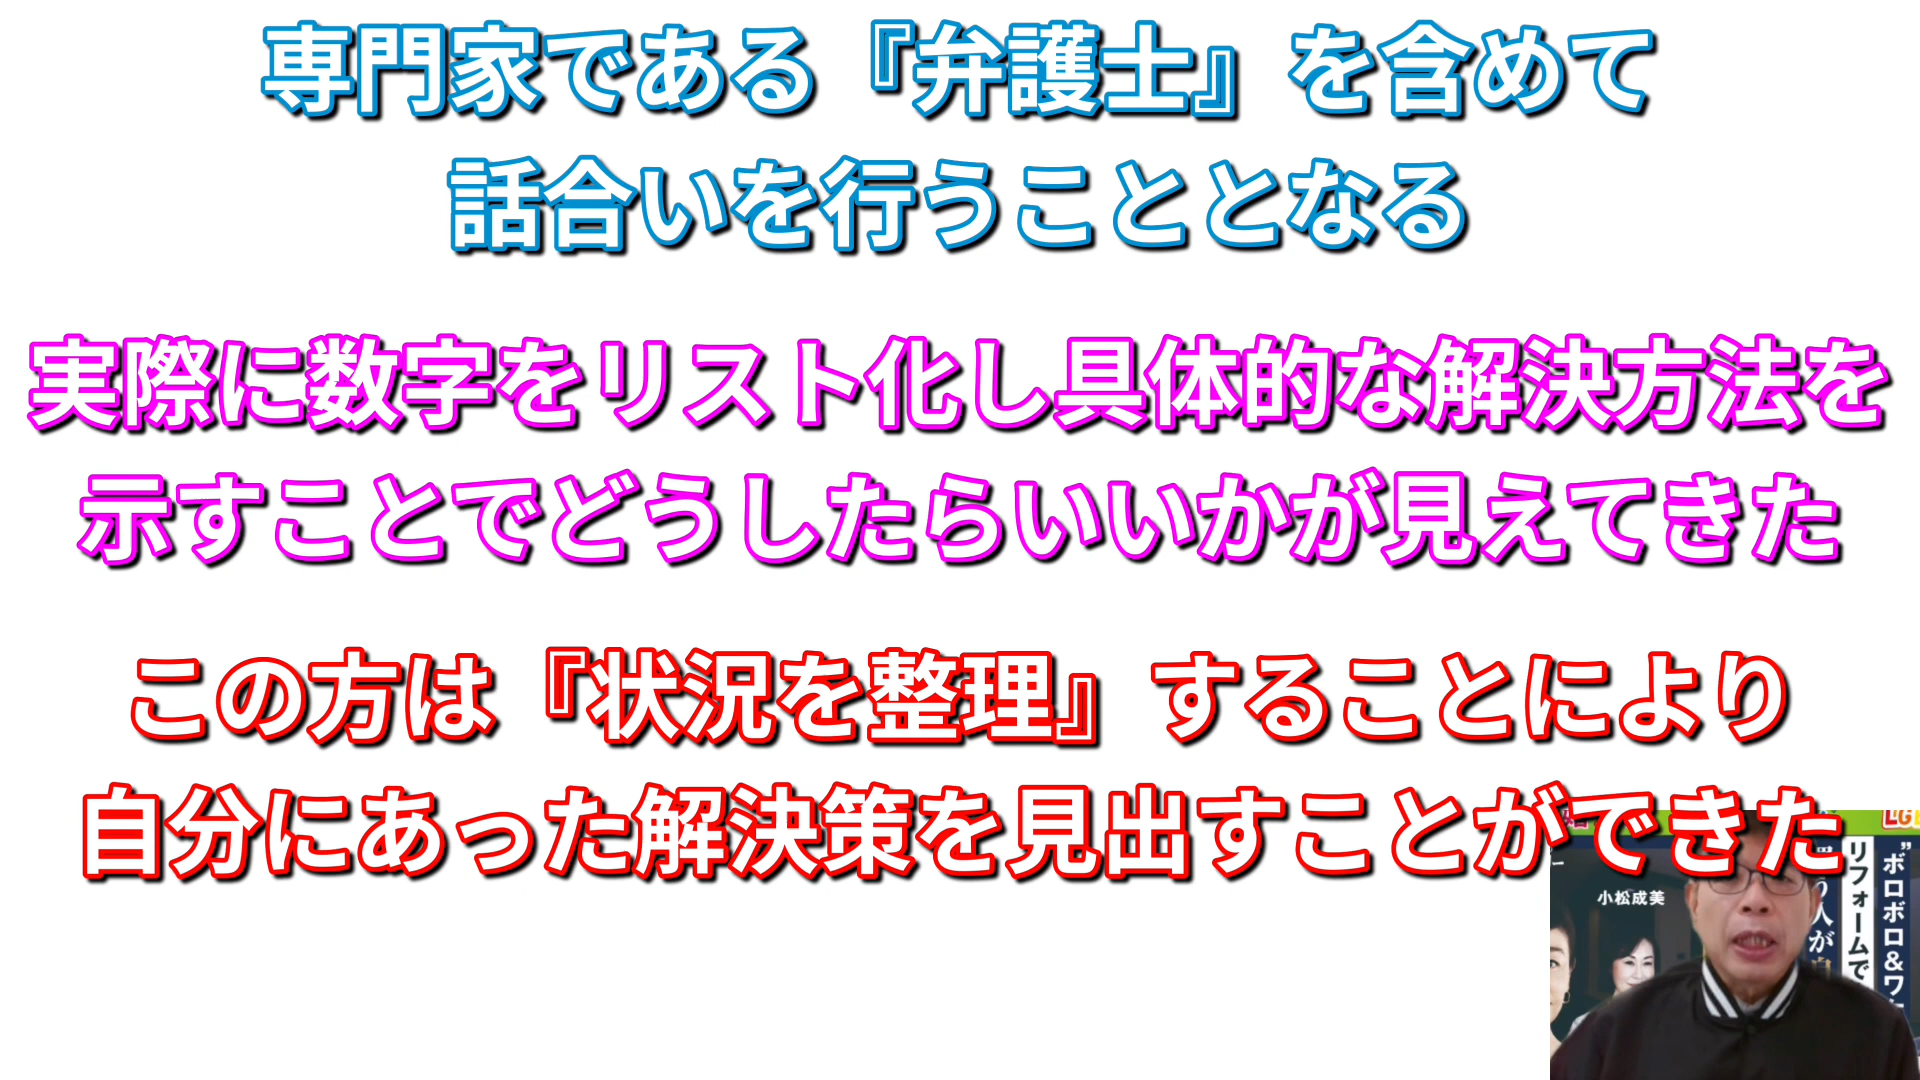 専門家である『弁護士』を含めて
話合いを行うこととなる
実際に数字をリスト化し具体的な解決方法を
示すことでどうしたらいいかが見えてきた
この方は『状況を整理』することにより
自分にあった解決策を見出すことができた
小松成美
人が
リフォームで
”ボロボロ&ワ